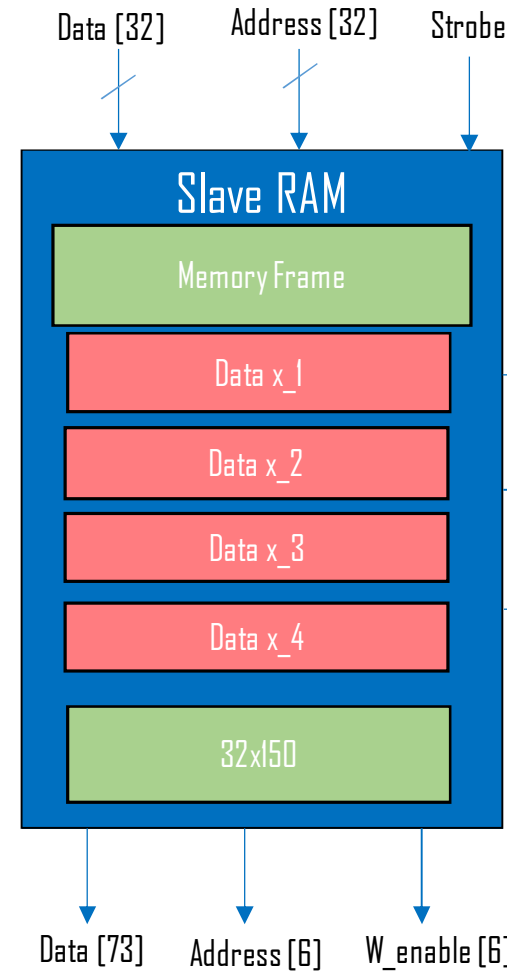 Data [32]
Address [32]
Strobe
Slave RAM
Memory Frame
Data x_1
Data x_2
Data x_3
Data x_4
32x150
Data [73]
Address [6]
W_enable [6]